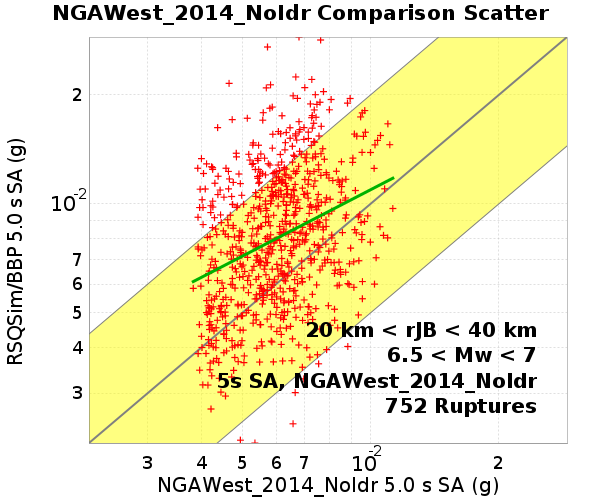 NGAWest_2014_NoIdr Comparison Scatter
RSQSim/BBP 5.0 s SA (g)
2
10-2
7
6
5
4
3
20 km < rJB < 40 km
6.5 < Mw < 7
5s SA, NGAWest_2014_NoIdr
752 Ruptures
3 4 5 6 7 10-2 2
NGAWest_2014_NoIdr 5.0 s SA (g)